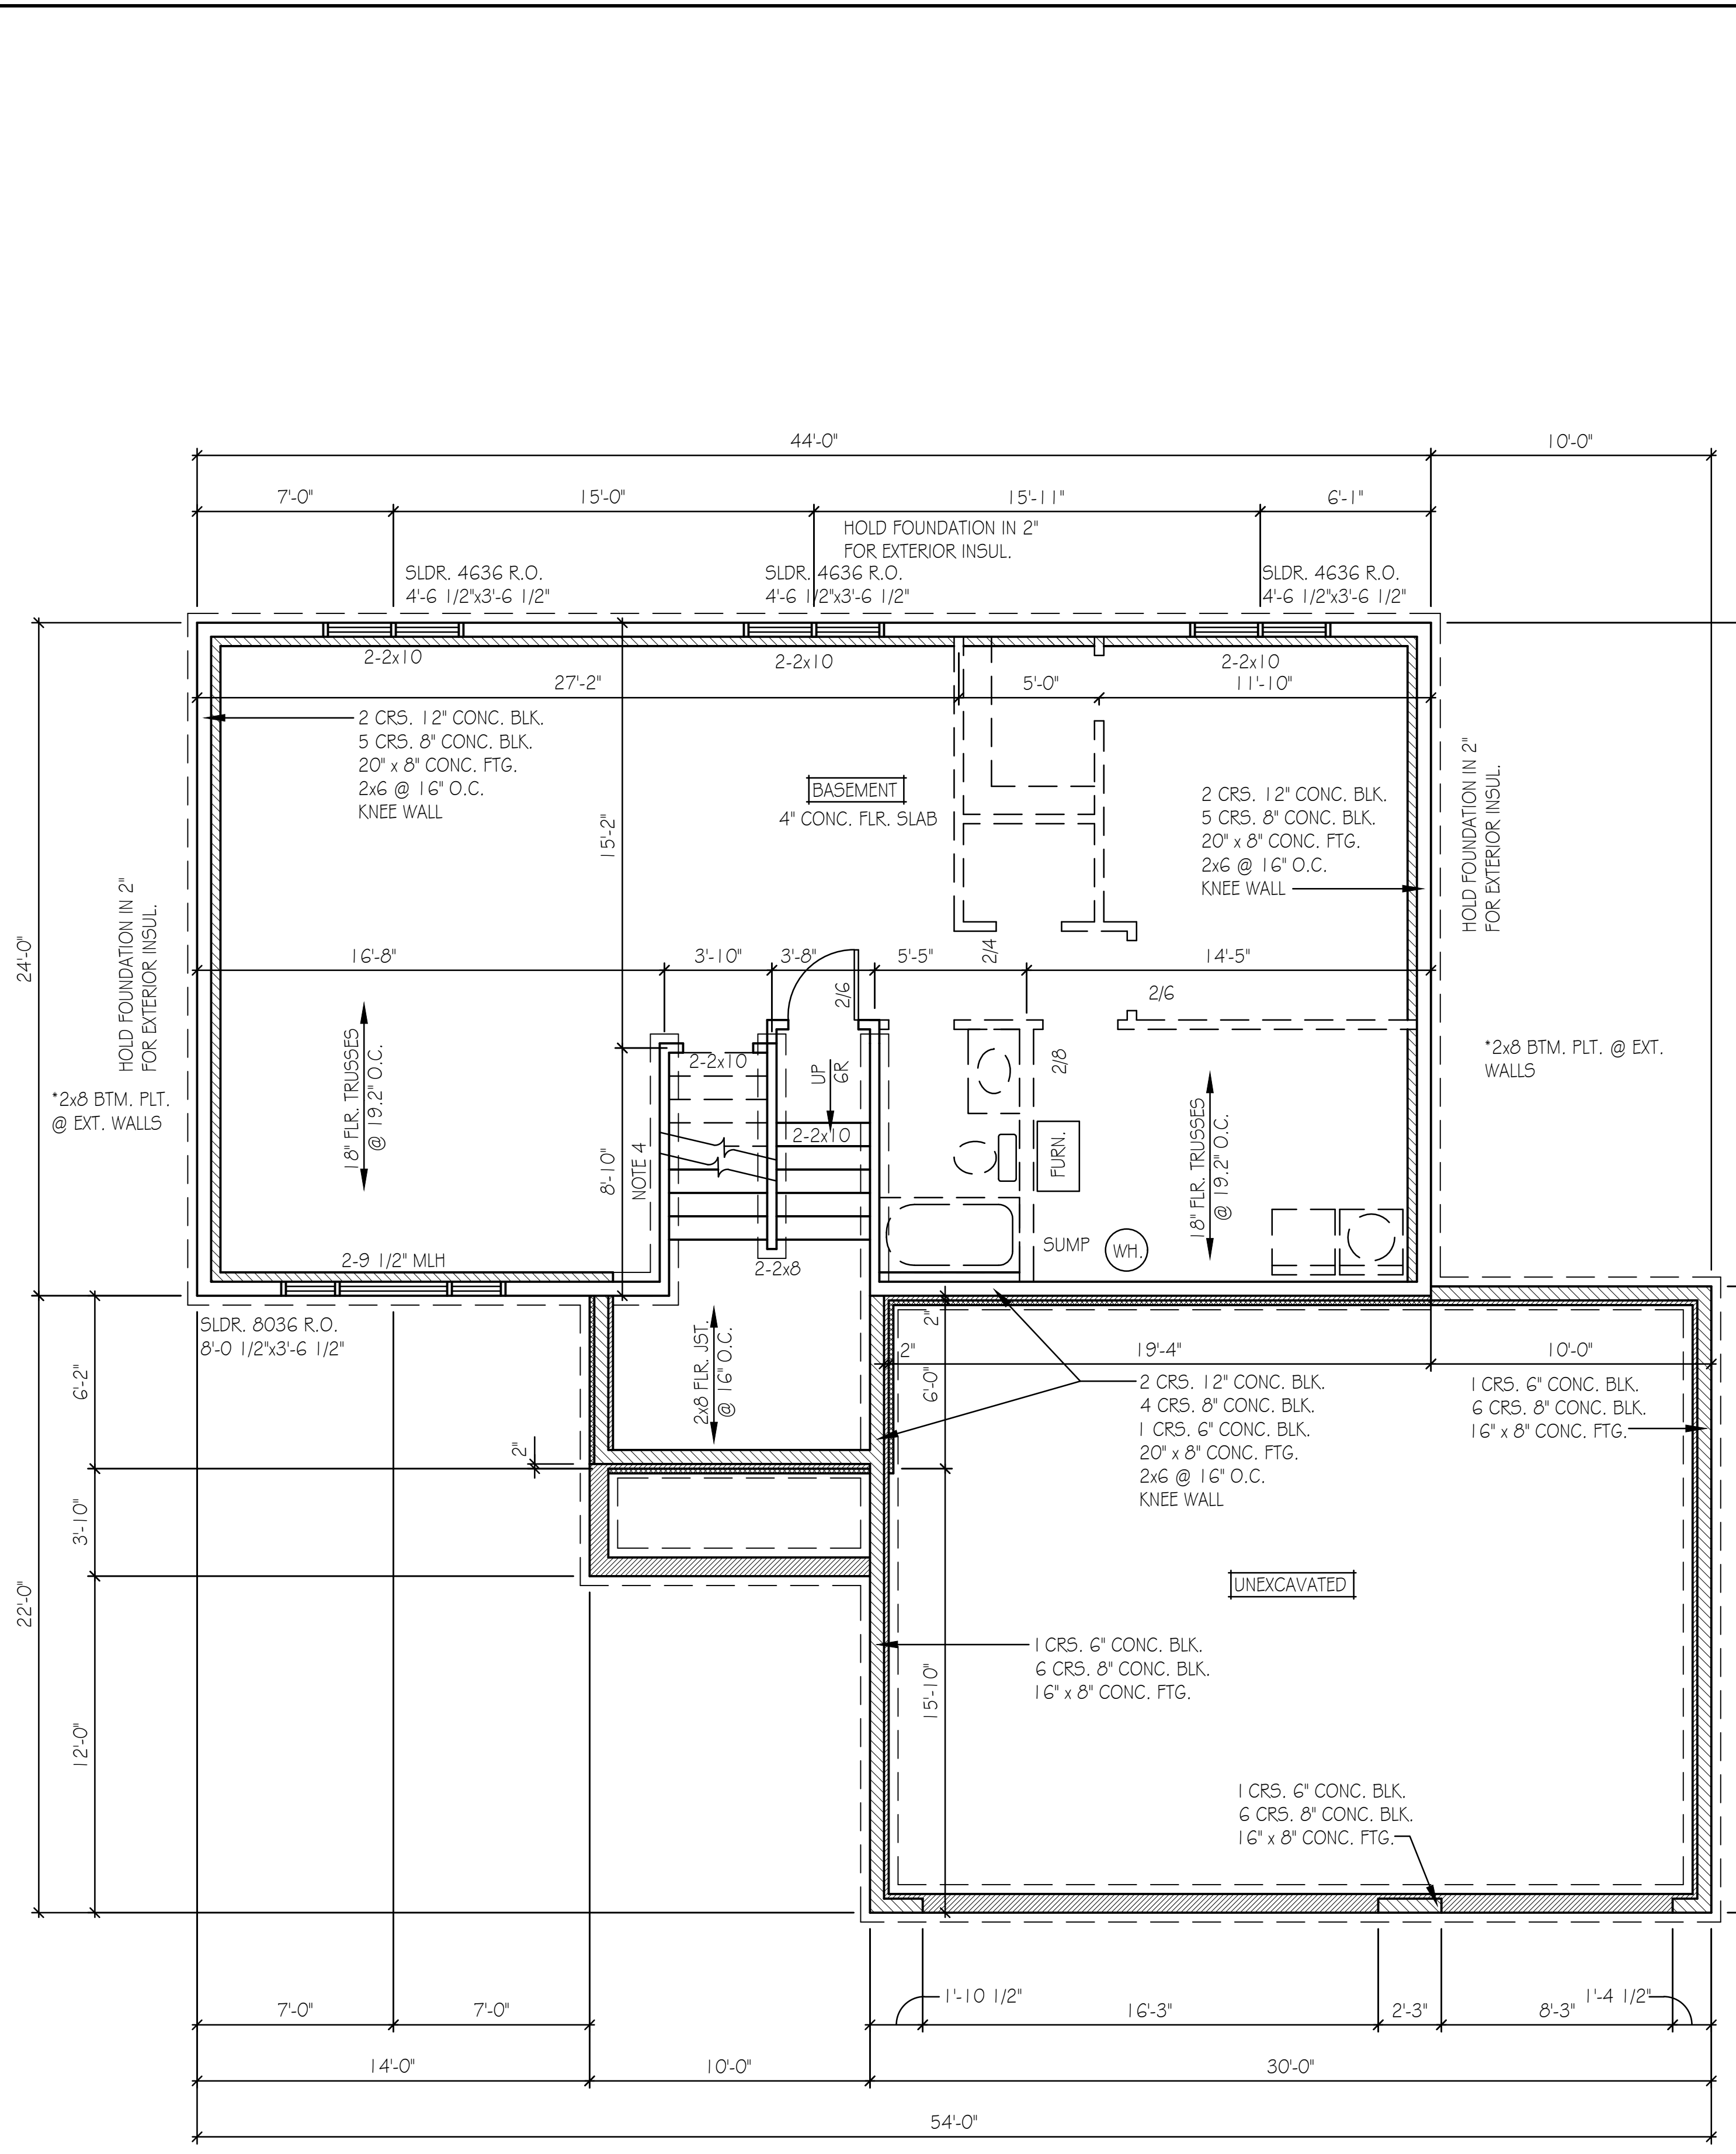 44'-0"
10'-0"
7'-0"
15'-0"
15'-11"
6'-1"
HOLD FOUNDATION IN 2"
FOR EXTERIOR INSUL.
SLDR. 4636 R.O.
4'-6 1/2"x3'-6 1/2"
SLDR. 4636 R.O.
4'-6 1/2"x3'-6 1/2"
SLDR. 4636 R.O.
4'-6 1/2"x3'-6 1/2"
2-2x10
2-2x10
2-2x10
27'-2"
5'-0"
11'-10"
2 CRS. 12" CONC. BLK.
5 CRS. 8" CONC. BLK.
20" x 8" CONC. FTG.
2x6 @ 16" O.C.
KNEE WALL
BASEMENT
4" CONC. FLR. SLAB
15'-2"
2 CRS. 12" CONC. BLK.
5 CRS. 8" CONC. BLK.
20" x 8" CONC. FTG.
2x6 @ 16" O.C.
KNEE WALL
HOLD FOUNDATION IN 2"
FOR EXTERIOR INSUL.
24'-0"
HOLD FOUNDATION IN 2"
FOR EXTERIOR INSUL.
16'-8"
3'-10"
3'-8"
5'-5"
2/4
14'-5"
2/6
2/6
*2x8 BTM. PLT.
@ EXT. WALLS
18" FLR. TRUSSES
@ 19.2" O.C.
2-2x10
UP
6R
2/8
*2x8 BTM. PLT. @ EXT.
WALLS
8'-10"
NOTE 4
2-2x10
FURN.
18" FLR. TRUSSES
@ 19.2" O.C.
SUMP
WH.
2-9 1/2" MLH
2-2x8
SLDR. 8036 R.O.
8'-0 1/2"x3'-6 1/2"
2x8 FLR. JST.
@ 16" O.C.
2"
2"
19'-4"
10'-0"
6'-2"
6'-0"
2 CRS. 12" CONC. BLK.
4 CRS. 8" CONC. BLK.
1 CRS. 6" CONC. BLK.
20" x 8" CONC. FTG.
2x6 @ 16" O.C.
KNEE WALL
1 CRS. 6" CONC. BLK.
6 CRS. 8" CONC. BLK.
16" x 8" CONC. FTG.
2"
3'-10"
22'-0"
UNEXCAVATED
1 CRS. 6" CONC. BLK.
6 CRS. 8" CONC. BLK.
16" x 8" CONC. FTG.
15'-10"
12'-0"
1 CRS. 6" CONC. BLK.
6 CRS. 8" CONC. BLK.
16" x 8" CONC. FTG.
7'-0"
7'-0"
1'-10 1/2"
16'-3"
2'-3"
8'-3"
1'-4 1/2"
14'-0"
10'-0"
30'-0"
54'-0"